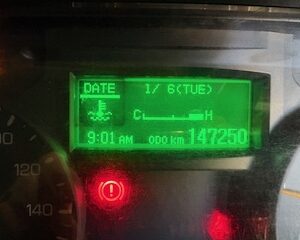 DATE 1/ 6(TUE)
C H
9:01 AM ODO km 147250
120
140